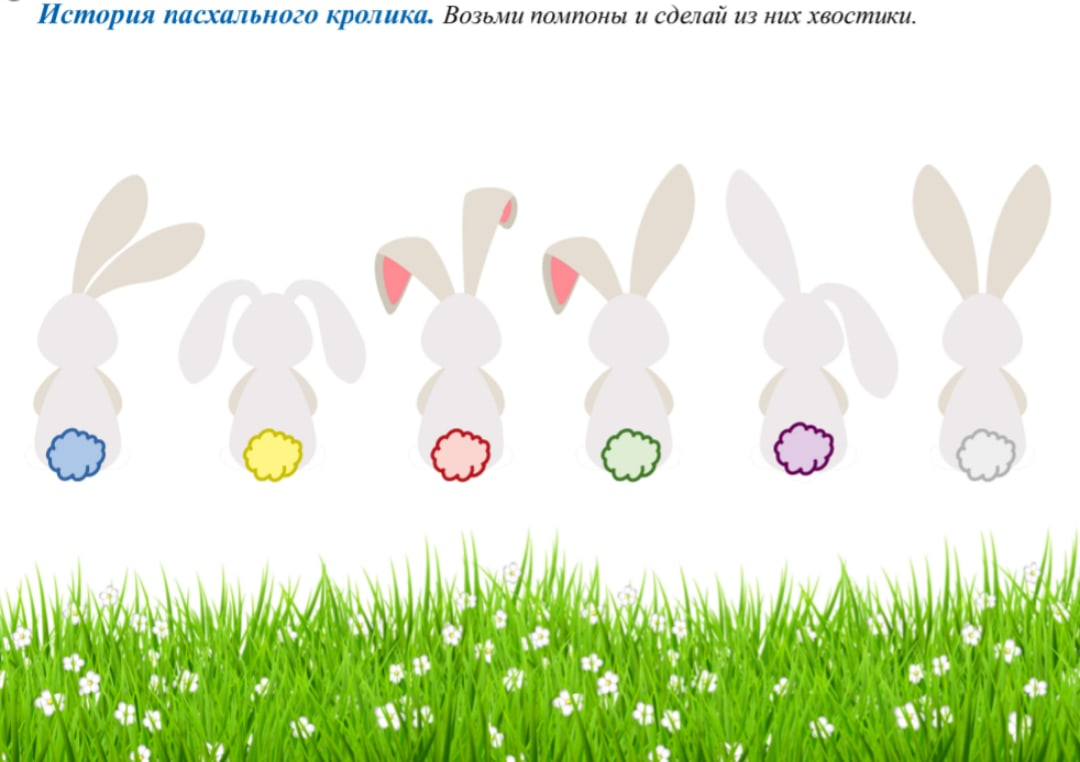 История пасхального кролика. Возьми помпоны и сделай из них хвостики.